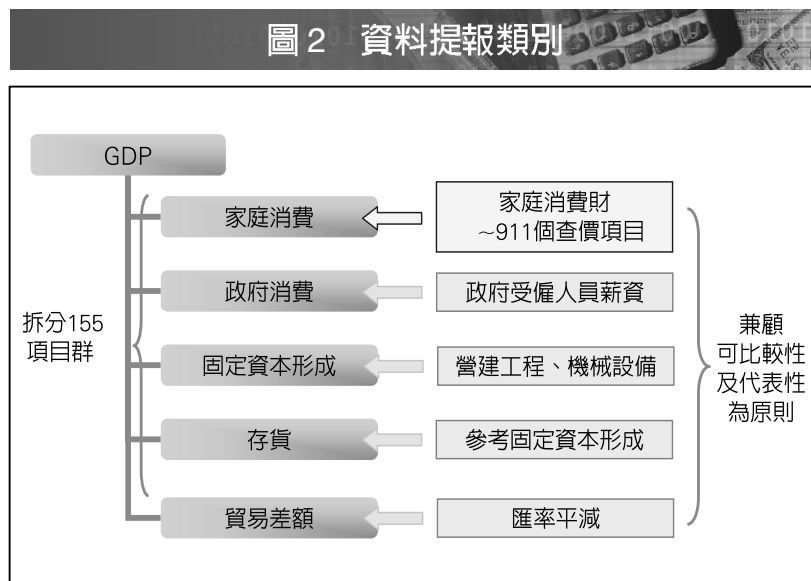 圖 2 資料提報類別
GDP
家庭消費
家庭消費財
~911個查價項目
政府消費
政府受僱人員薪資
拆分155
項目群
固定資本形成
營建工程、機械設備
兼顧
可比較性
及代表性
為原則
存貨
參考固定資本形成
貿易差額
匯率平減